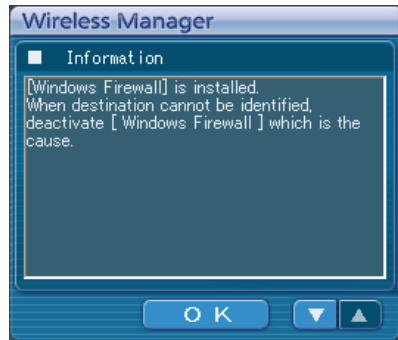 Wireless Manager
Information
[Windows Firewall] is installed.
When destination cannot be identified,
deactivate [ Windows Firewall ] which is the
cause.
O K